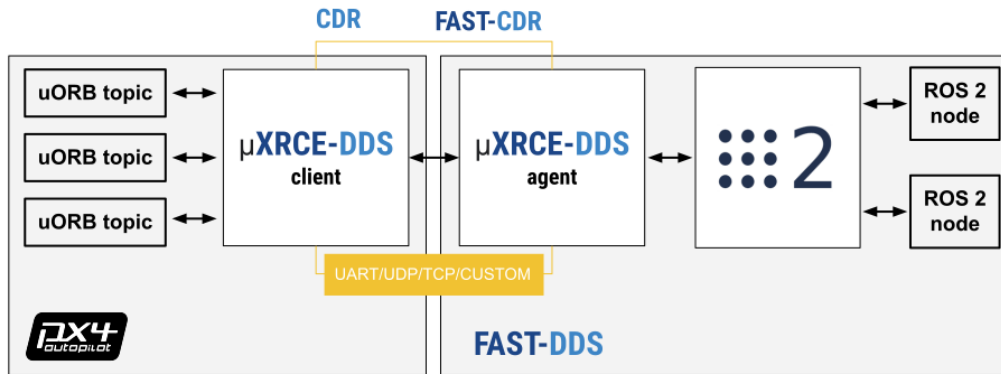 CDR FAST-CDR
uORB topic
uORB topic
uORB topic
µXRCE-DDS
client
µXRCE-DDS
agent
2
ROS 2
node
ROS 2
node
UART/UDP/TCP/CUSTOM
px4
autopilot
FAST-DDS